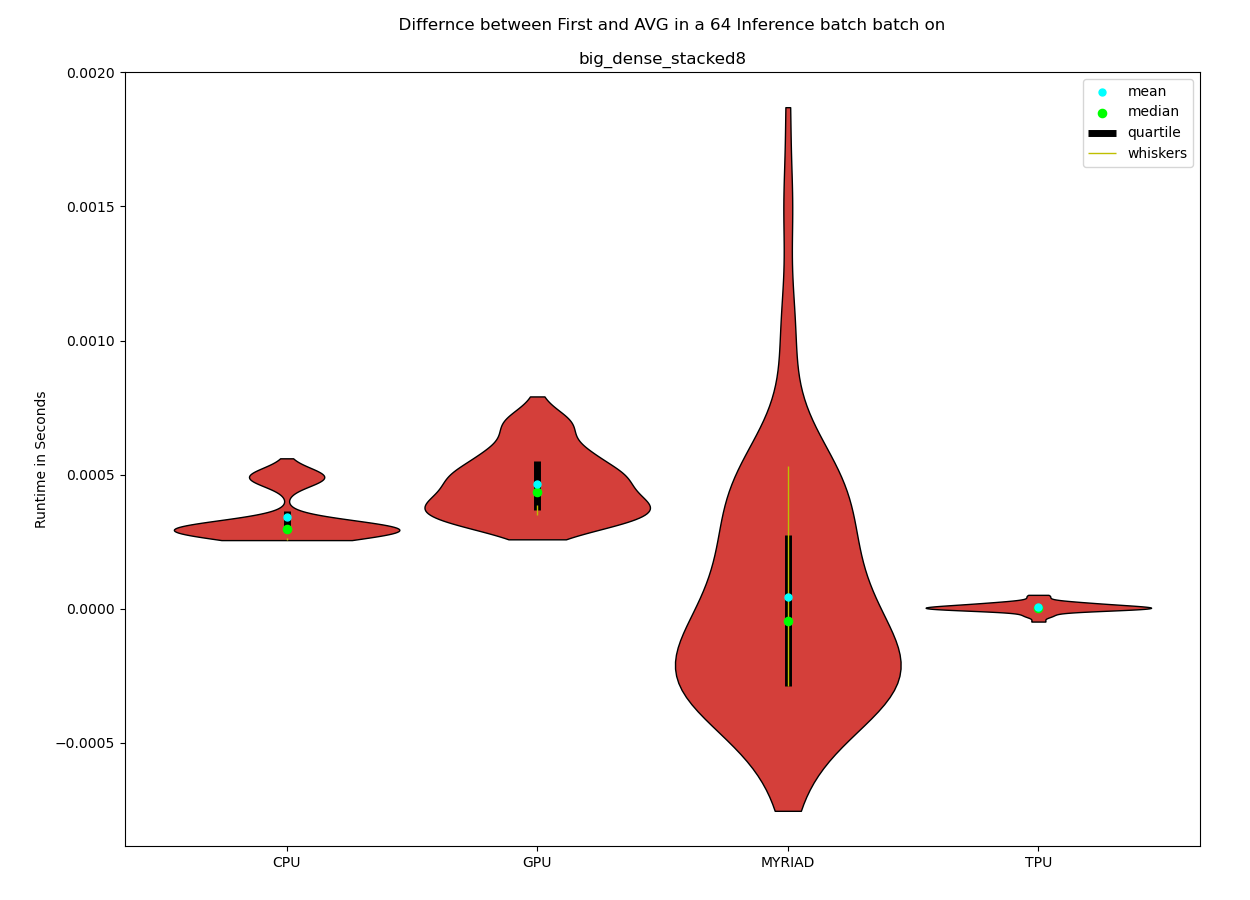 Differnce between First and AVG in a 64 Inference batch batch on
big_dense_stacked8
0.0020
0.0015
0.0010
0.0005
0.0000
−0.0005
Runtime in Seconds
mean
median
quartile
whiskers
CPU
GPU
MYRIAD
TPU